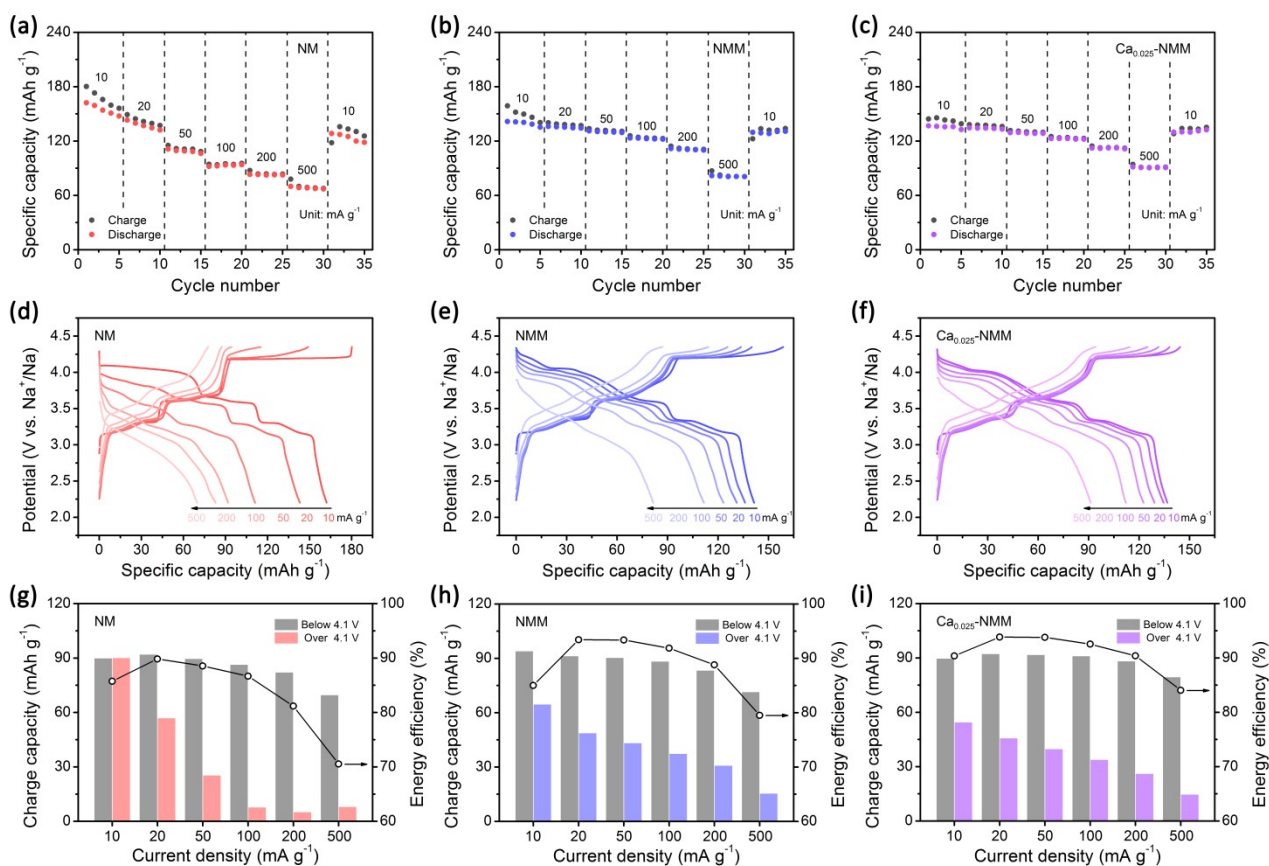 (a)
NM
10
20
50
100
200
500
10
Charge
Discharge
Unit: mA g⁻¹
240
180
120
60
0
0 5 10 15 20 25 30 35
Specific capacity (mAh g⁻¹)
Cycle number
(b)
NMM
10
20
50
100
200
500
10
Charge
Discharge
Unit: mA g⁻¹
240
180
120
60
0
0 5 10 15 20 25 30 35
Specific capacity (mAh g⁻¹)
Cycle number
(c)
Ca₀.₀₂₅-NMM
10
20
50
100
200
500
10
Charge
Discharge
Unit: mA g⁻¹
240
180
120
60
0
0 5 10 15 20 25 30 35
Specific capacity (mAh g⁻¹)
Cycle number
(d)
NM
4.5
4.0
3.5
3.0
2.5
2.0
500 200 100 50 20 10 mA g⁻¹
0 30 60 90 120 150 180
Potential (V vs. Na⁺/Na)
Specific capacity (mAh g⁻¹)
(e)
NMM
4.5
4.0
3.5
3.0
2.5
2.0
500 200 100 50 20 10 mA g⁻¹
0 30 60 90 120 150
Potential (V vs. Na⁺/Na)
Specific capacity (mAh g⁻¹)
(f)
Ca₀.₀₂₅-NMM
4.5
4.0
3.5
3.0
2.5
2.0
500 200 100 50 20 10 mA g⁻¹
0 30 60 90 120 150
Potential (V vs. Na⁺/Na)
Specific capacity (mAh g⁻¹)
(g)
NM
Below 4.1 V
Over 4.1 V
120
90
60
30
0
100
90
80
70
60
10 20 50 100 200 500
Charge capacity (mAh g⁻¹)
Energy efficiency (%)
Current density (mA g⁻¹)
(h)
NMM
Below 4.1 V
Over 4.1 V
120
90
60
30
0
100
90
80
70
60
10 20 50 100 200 500
Charge capacity (mAh g⁻¹)
Energy efficiency (%)
Current density (mA g⁻¹)
(i)
Ca₀.₀₂₅-NMM
Below 4.1 V
Over 4.1 V
120
90
60
30
0
100
90
80
70
60
10 20 50 100 200 500
Charge capacity (mAh g⁻¹)
Energy efficiency (%)
Current density (mA g⁻¹)